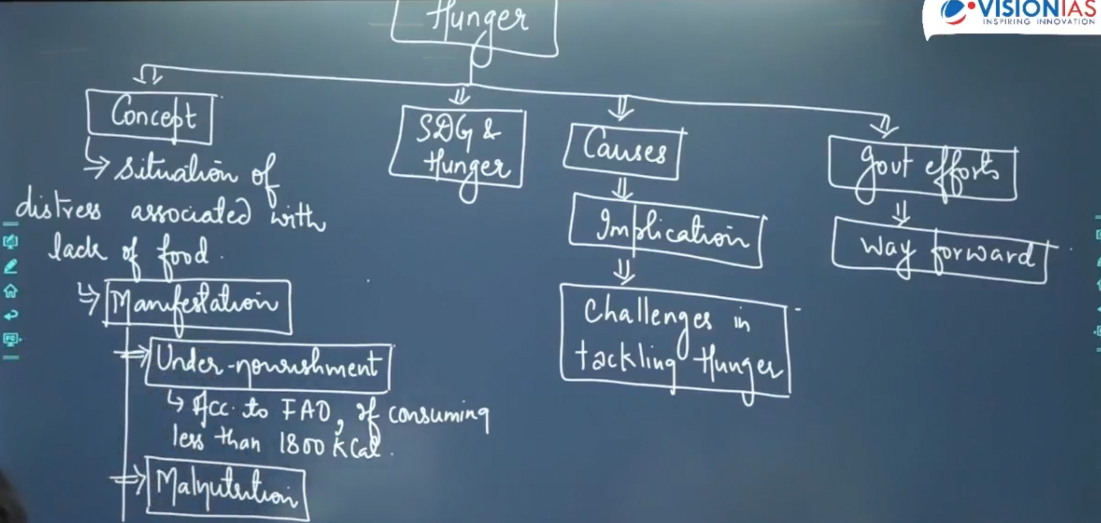 VISIONIAS
INSPIRING INNOVATION
Hunger
Concept
↳ situation of
distress associated with
lack of food.
Manifestation
Under-nourishment
↳ Acc. to FAO, if consuming
less than 1800 kCal.
Malnutrition
SDG &
Hunger
Causes
Implication
Challenges in
tackling Hunger
Govt efforts
Way forward